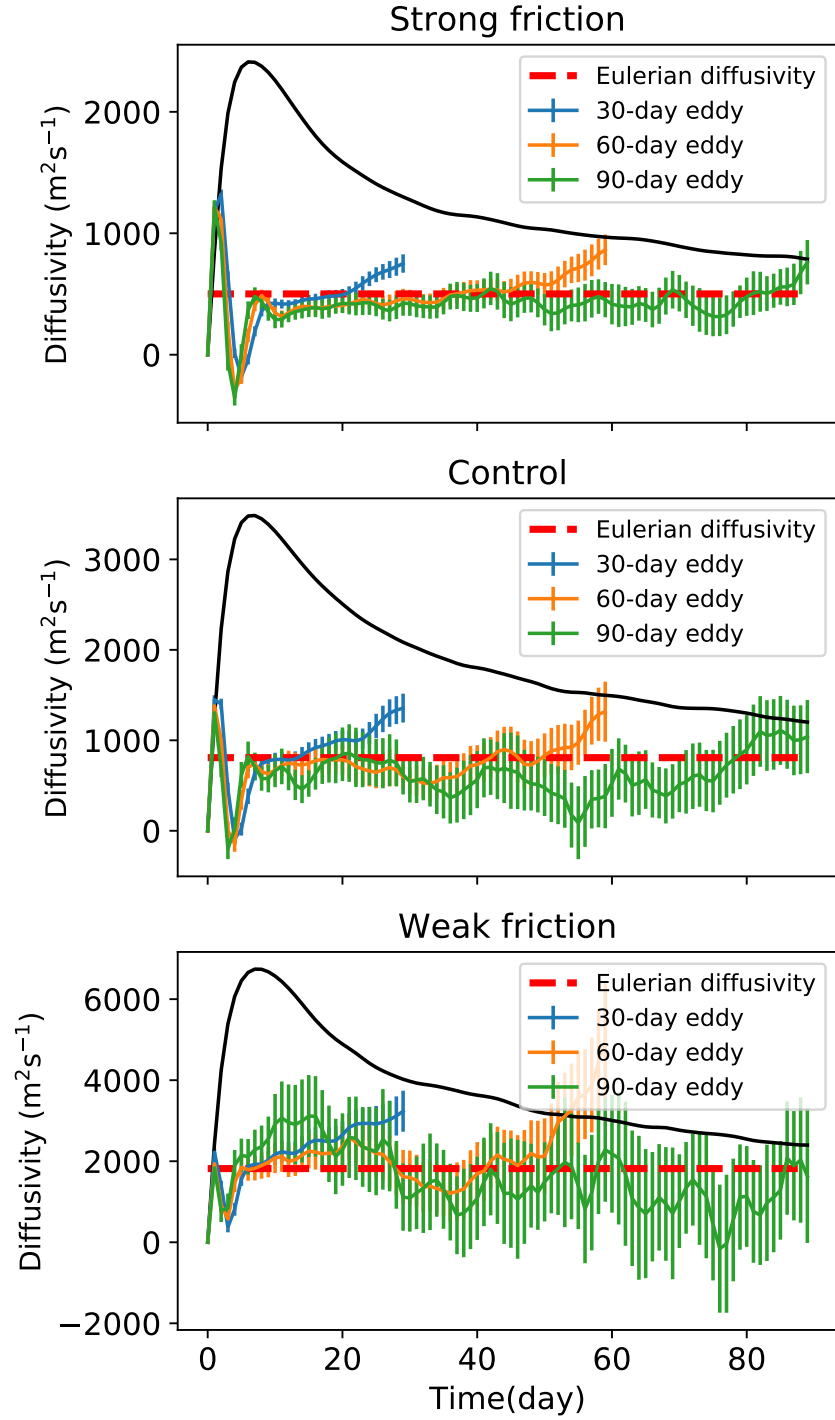 Strong friction
Diffusivity (m²s⁻¹)
2000
1000
0
Eulerian diffusivity
30-day eddy
60-day eddy
90-day eddy
Control
Diffusivity (m²s⁻¹)
3000
2000
1000
0
Eulerian diffusivity
30-day eddy
60-day eddy
90-day eddy
Weak friction
Diffusivity (m²s⁻¹)
6000
4000
2000
0
−2000
Eulerian diffusivity
30-day eddy
60-day eddy
90-day eddy
0 20 40 60 80
Time(day)